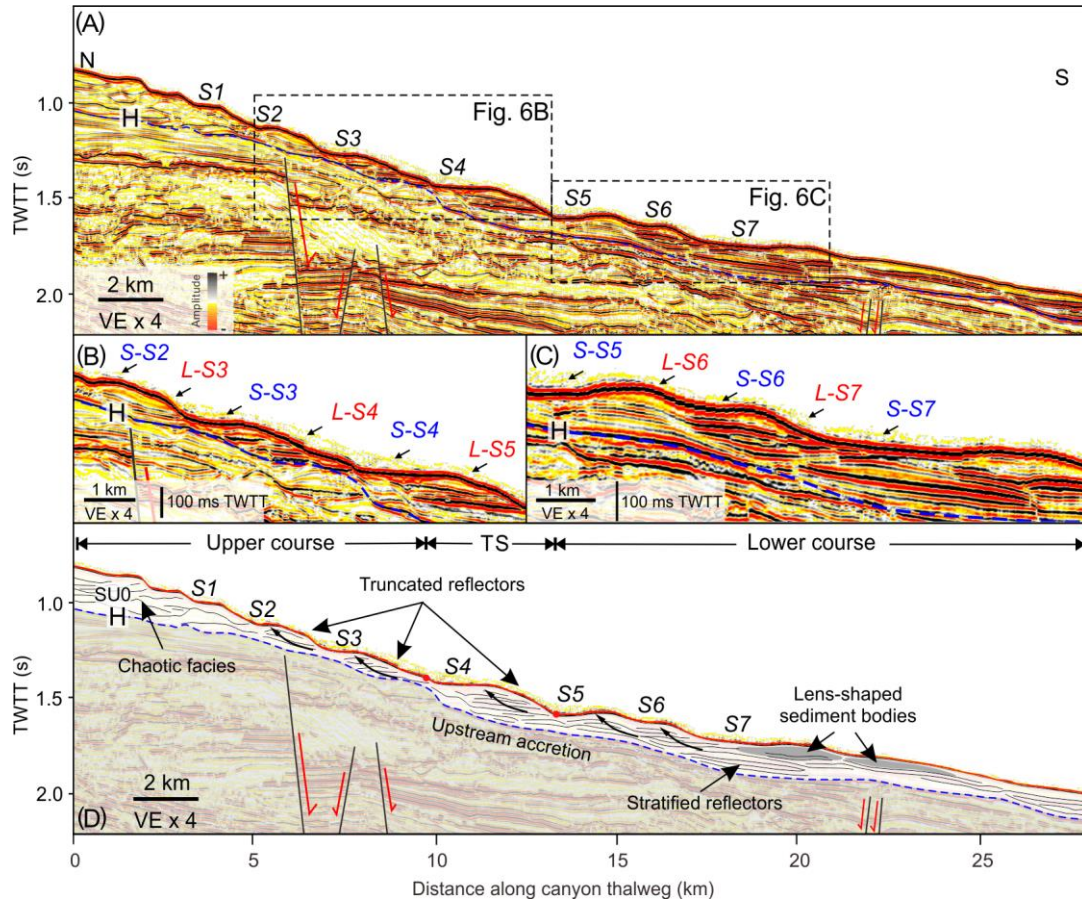 (A)
N
S
S1
S2
S3
S4
S5
S6
S7
H
Fig. 6B
Fig. 6C
1.0
1.5
2.0
TWTT (s)
2 km
VE x 4
Amplitude
+
-
(B)
S-S2
L-S3
S-S3
L-S4
S-S4
L-S5
H
1 km
VE x 4
100 ms TWTT
(C)
S-S5
L-S6
S-S6
L-S7
S-S7
H
1 km
VE x 4
100 ms TWTT
Upper course
TS
Lower course
Truncated reflectors
SU0
H
S1
S2
S3
S4
S5
S6
S7
Chaotic facies
Upstream accretion
Lens-shaped
sediment bodies
Stratified reflectors
1.0
1.5
2.0
TWTT (s)
2 km
VE x 4
(D)
0
5
10
15
20
25
Distance along canyon thalweg (km)